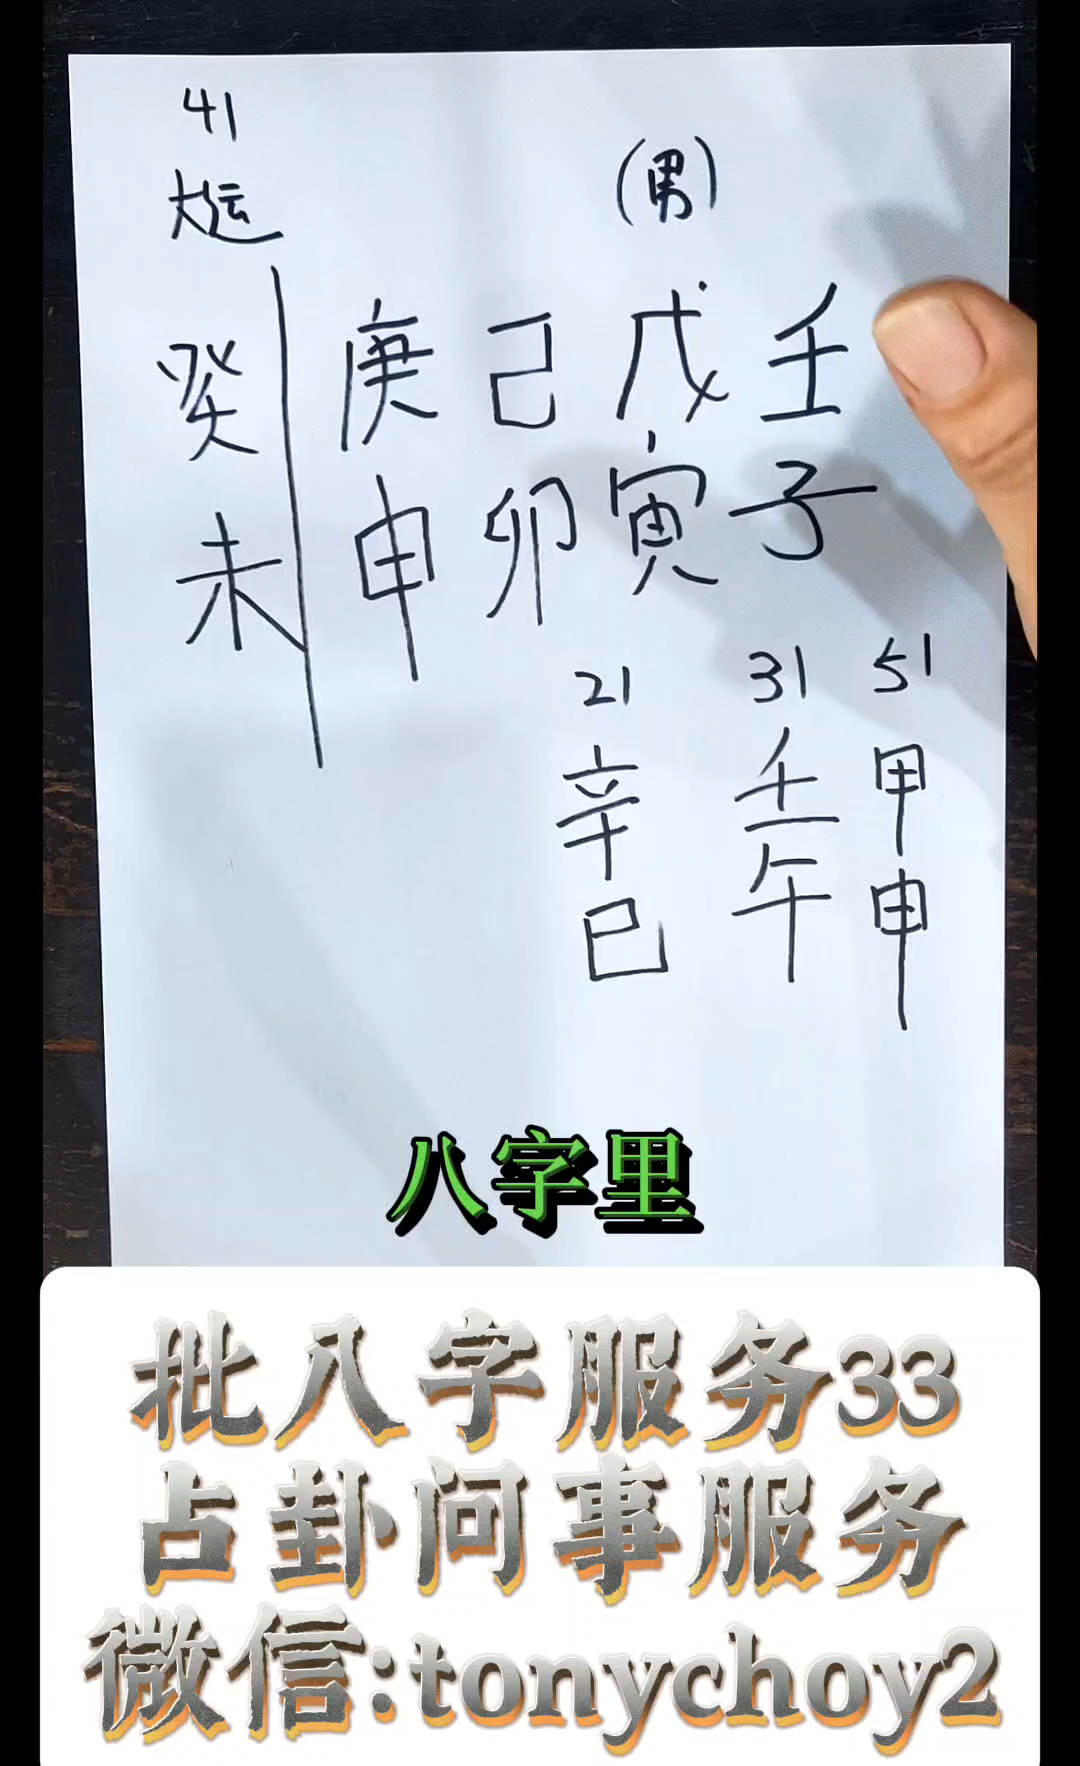 41
大运
(男)
癸 庚 己 戊 壬
未 申 卯 寅 子
21 31 51
辛 壬 甲
巳 午 申
八字里
批八字服务33
占卦问事服务
微信:tonychoy2